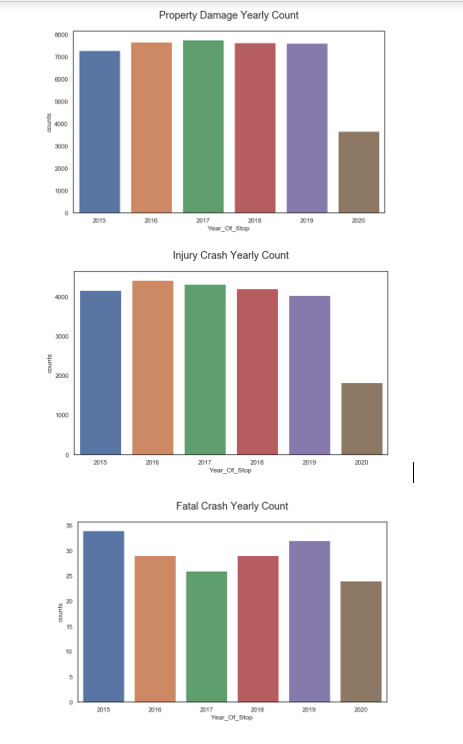 Property Damage Yearly Count
8000
7000
6000
5000
4000
3000
2000
1000
0
counts
2015 2016 2017 2018 2019 2020
Year_Of_Stop
Injury Crash Yearly Count
4000
3000
2000
1000
0
counts
2015 2016 2017 2018 2019 2020
Year_Of_Stop
Fatal Crash Yearly Count
35
30
25
20
15
10
5
0
counts
2015 2016 2017 2018 2019 2020
Year_Of_Stop